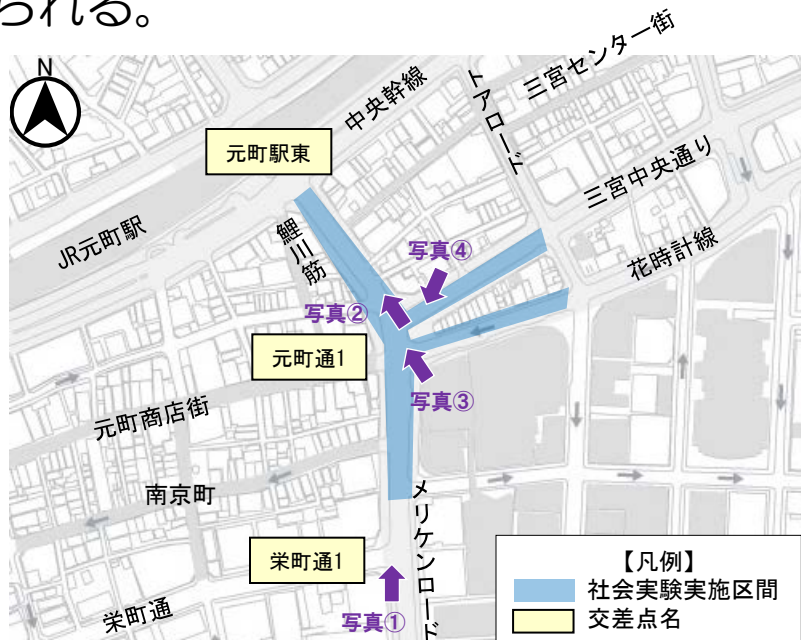 られる。
N
三宮センター街
中央幹線
トアロード
元町駅東
三宮中央通り
JR元町駅
鯉川筋
写真④
花時計線
写真②
元町通1
写真③
元町商店街
南京町
メリケンロード
栄町通1
栄町通
写真①
【凡例】
社会実験実施区間
交差点名